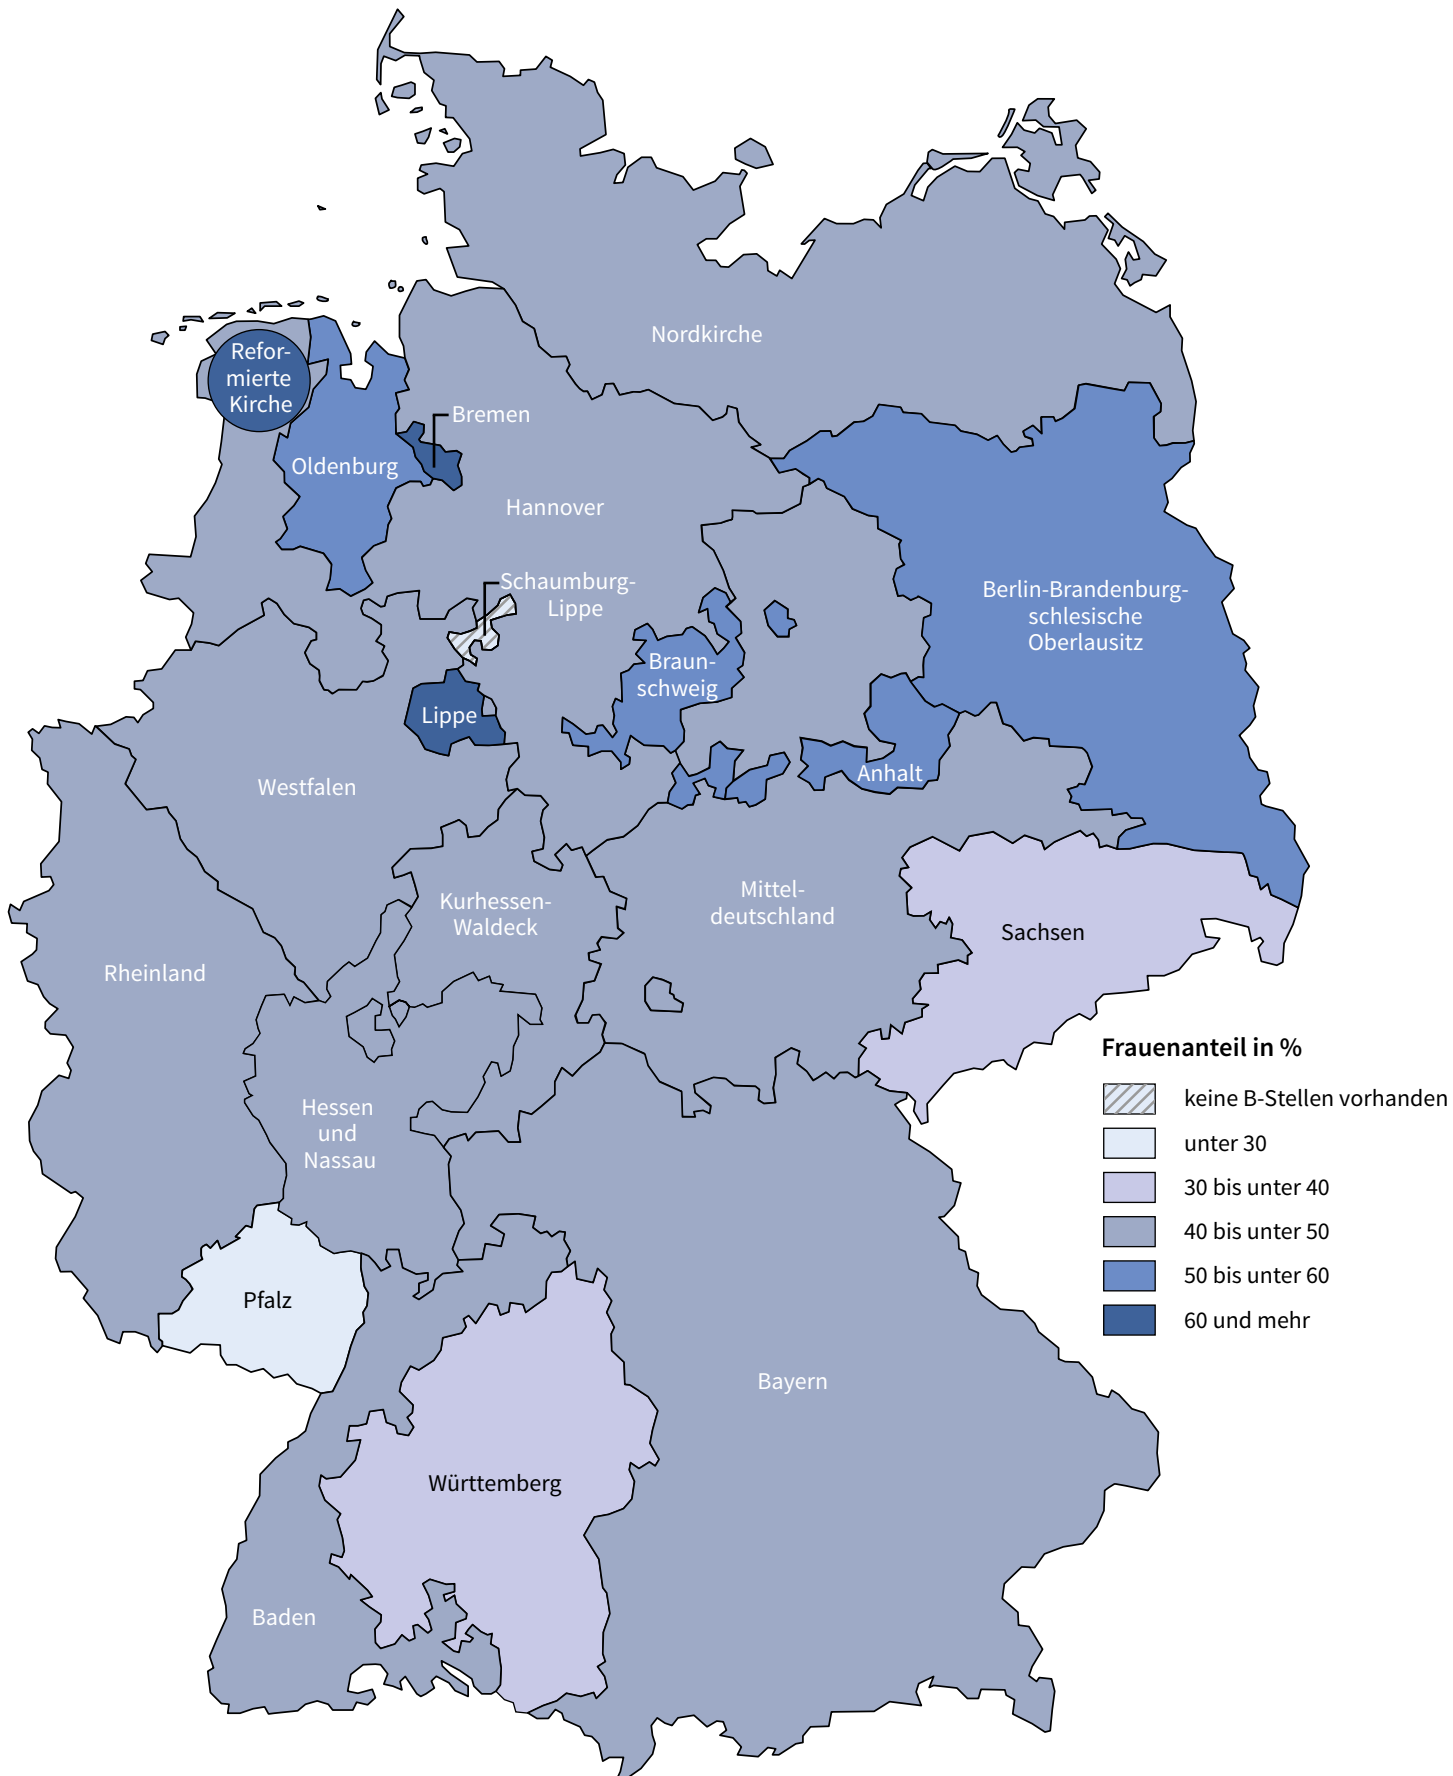 Nordkirche
Refor-
mierte
Kirche
Bremen
Oldenburg
Hannover
Schaumburg-
Lippe
Berlin-Brandenburg-
schlesische
Oberlausitz
Braun-
schweig
Lippe
Anhalt
Westfalen
Kurhessen-
Waldeck
Mittel-
deutschland
Sachsen
Rheinland
Hessen
und
Nassau
Pfalz
Bayern
Württemberg
Baden
Frauenanteil in %
keine B-Stellen vorhanden
unter 30
30 bis unter 40
40 bis unter 50
50 bis unter 60
60 und mehr